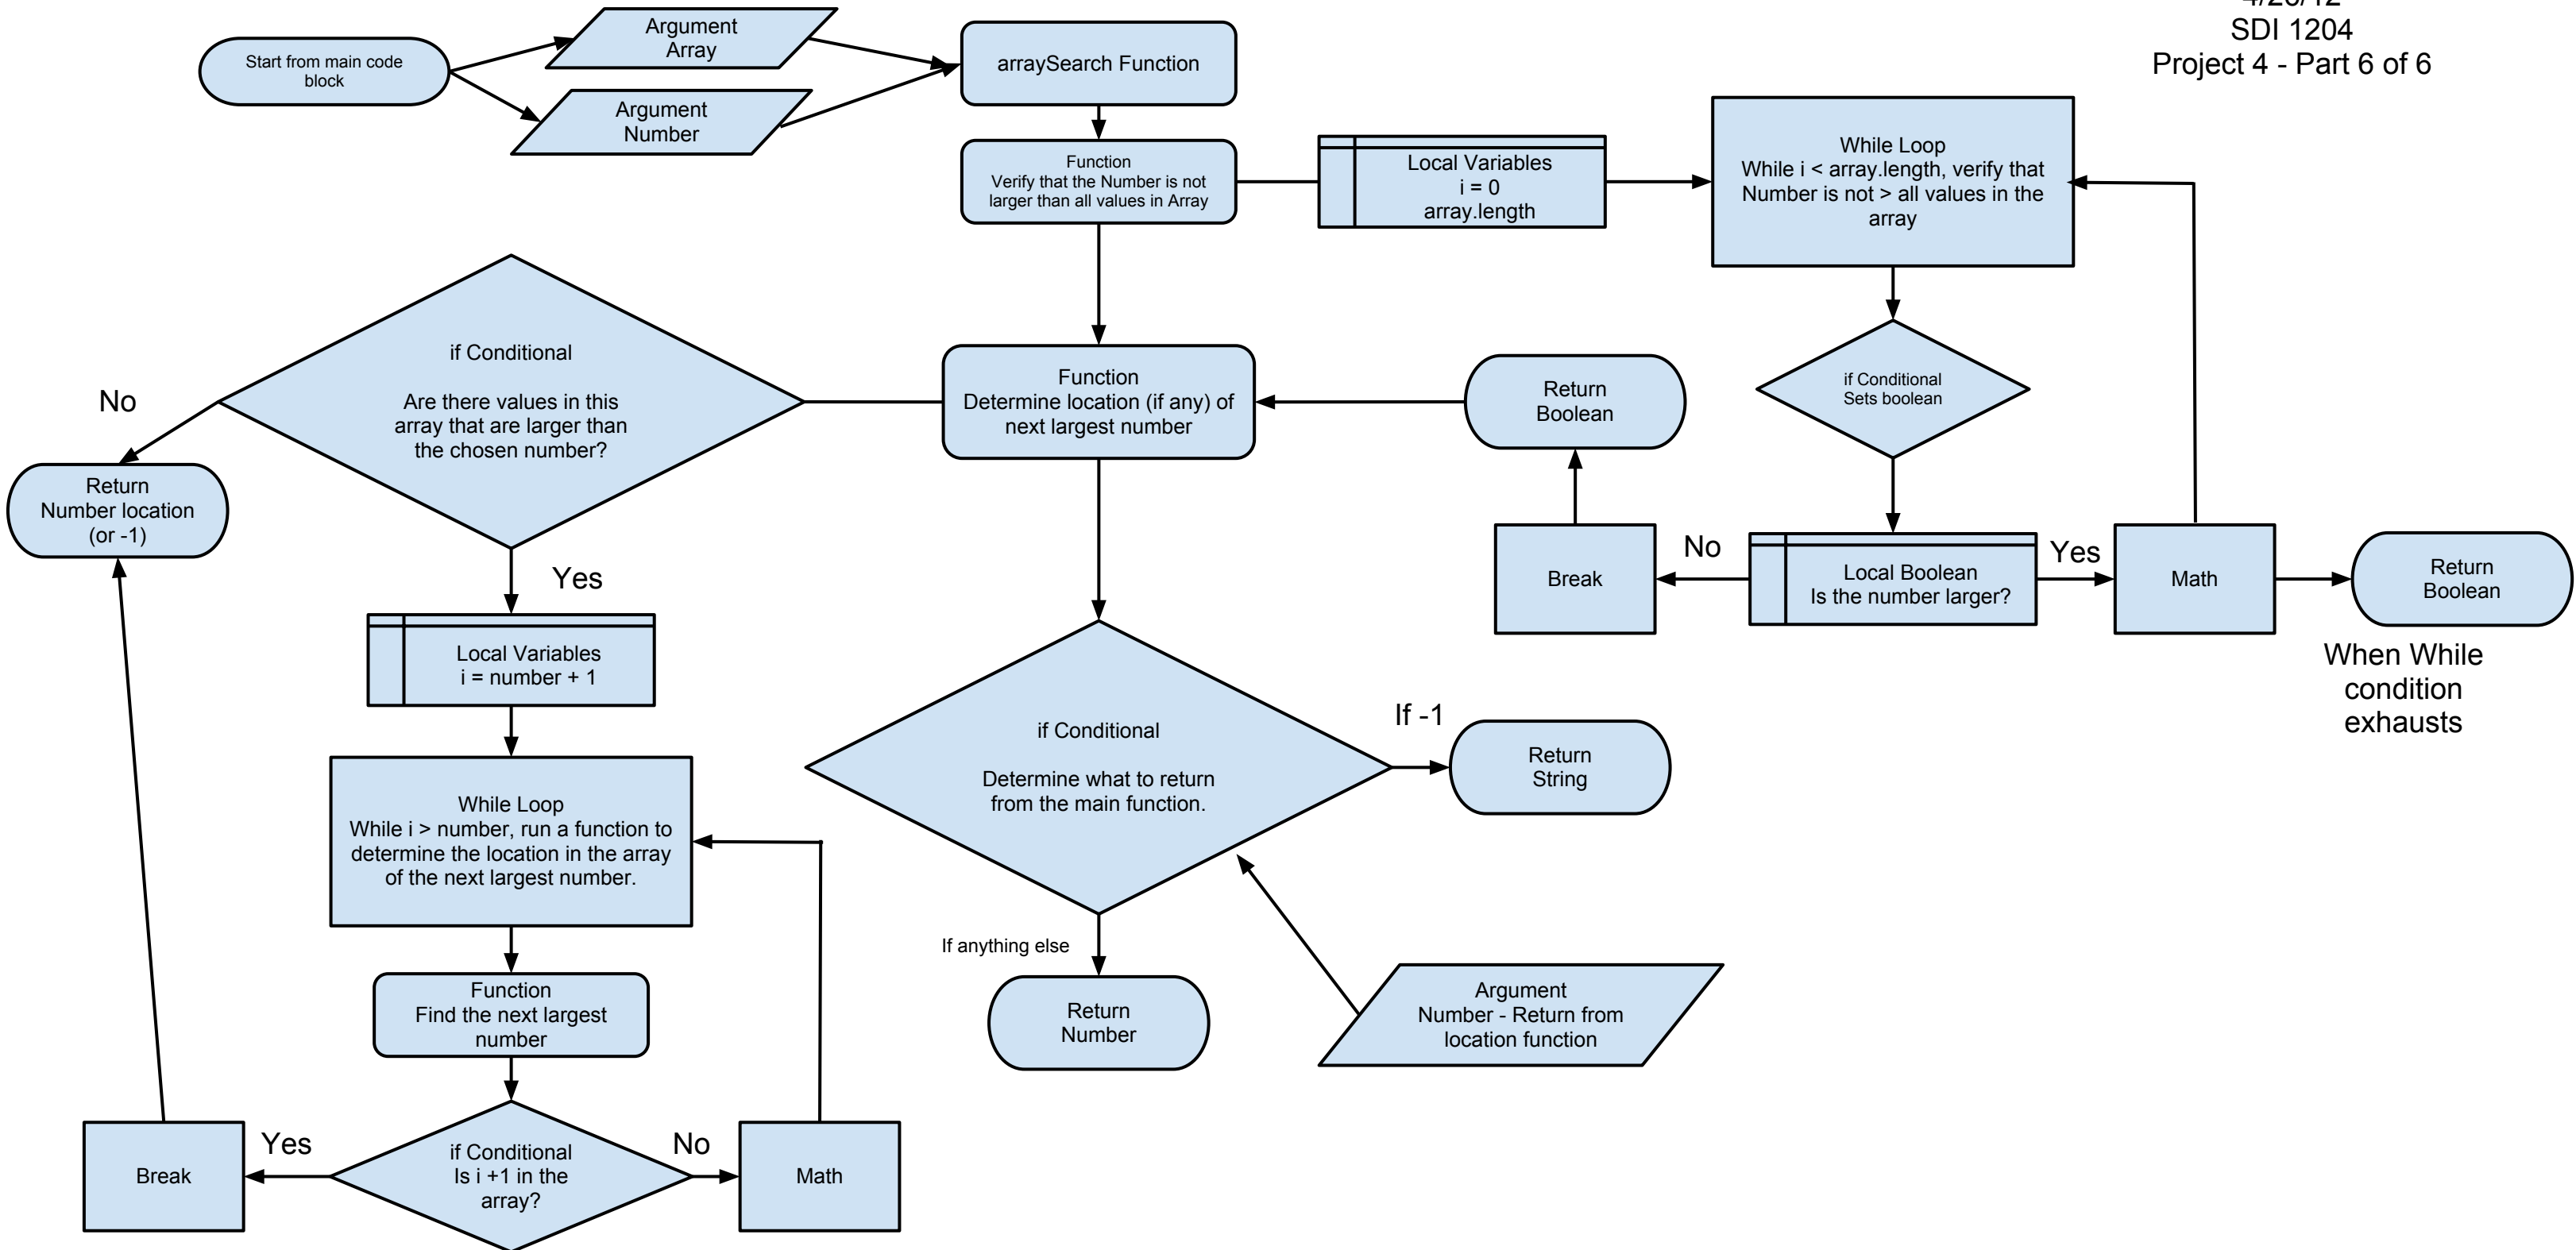 4/26/12
SDI 1204
Project 4 - Part 6 of 6
Start from main code
block
Argument
Array
Argument
Number
arraySearch Function
Function
Verify that the Number is not
larger than all values in Array
Local Variables
i = 0
array.length
While Loop
While i < array.length, verify that
Number is not > all values in the
array
if Conditional
Sets boolean
Local Boolean
Is the number larger?
No
Yes
Break
Math
Return
Boolean
Return
Boolean
When While
condition
exhausts
Function
Determine location (if any) of
next largest number
if Conditional
Are there values in this
array that are larger than
the chosen number?
No
Return
Number location
(or -1)
Yes
Local Variables
i = number + 1
While Loop
While i > number, run a function to
determine the location in the array
of the next largest number.
Function
Find the next largest
number
if Conditional
Is i +1 in the
array?
Yes
No
Break
Math
if Conditional
Determine what to return
from the main function.
If -1
Return
String
If anything else
Return
Number
Argument
Number - Return from
location function